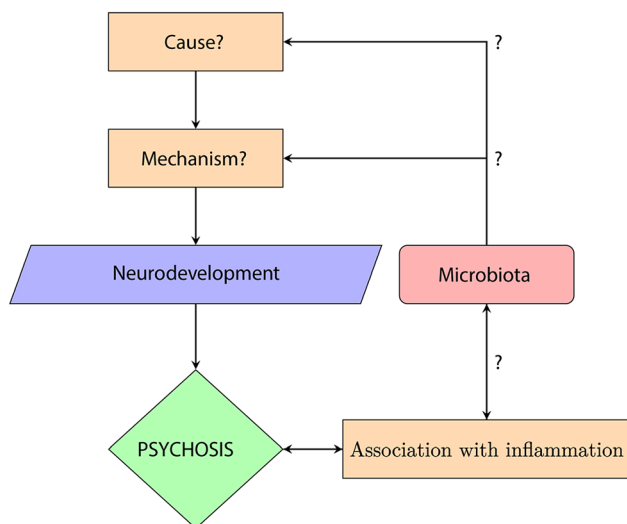 Cause?
?
Mechanism?
?
Neurodevelopment
Microbiota
?
PSYCHOSIS
Association with inflammation